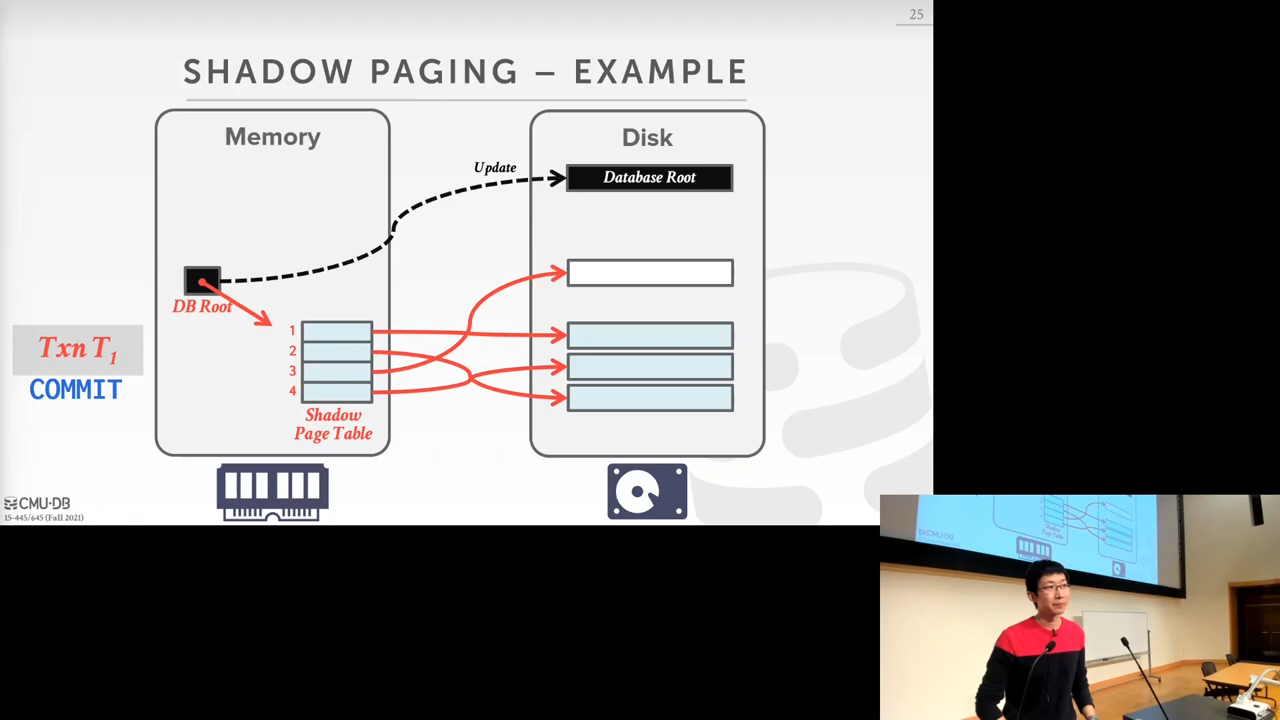 25
SHADOW PAGING – EXAMPLE
Memory
Disk
Update
Database Root
DB Root
Txn T1
COMMIT
1
2
3
4
Shadow
Page Table
CMU·DB
15-445/645 (Fall 2021)